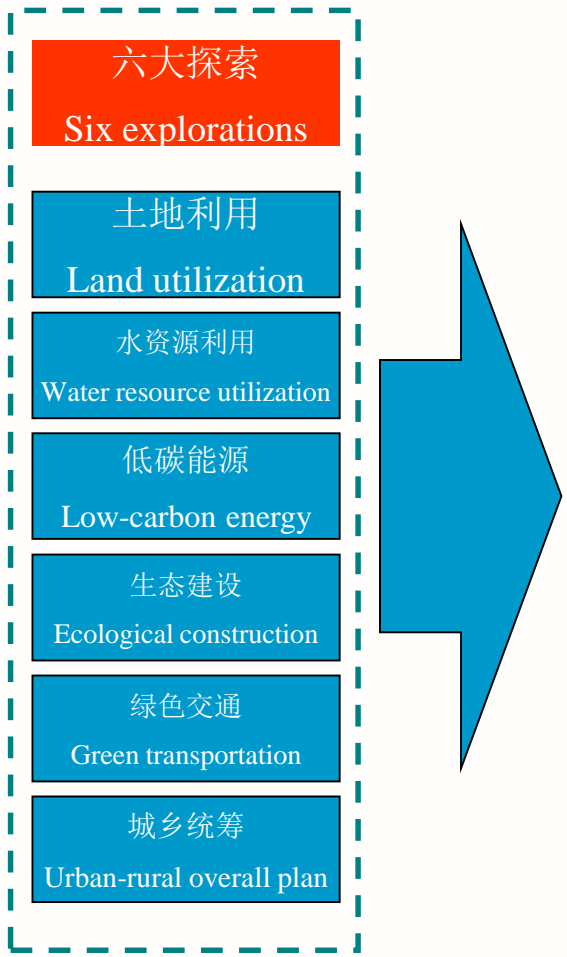 六大探索
Six explorations
土地利用
Land utilization
水资源利用
Water resource utilization
低碳能源
Low-carbon energy
生态建设
Ecological construction
绿色交通
Green transportation
城乡统筹
Urban-rural overall plan